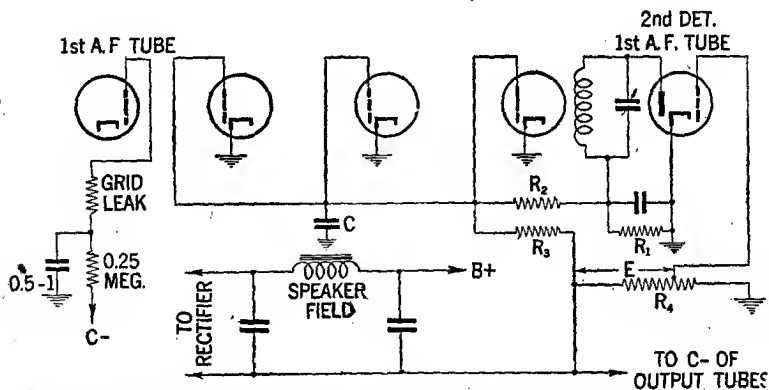 2ND DET.
1st A.F TUBE
1st A.F. TUBE
GRID
LEAK
R2
C
R3
R1
0.5-1
0.25
MEG.
SPEAKER
FIELD
B+
E
R4
TO
RECTIFIER
C-
TO C- OF
OUTPUT TUBES